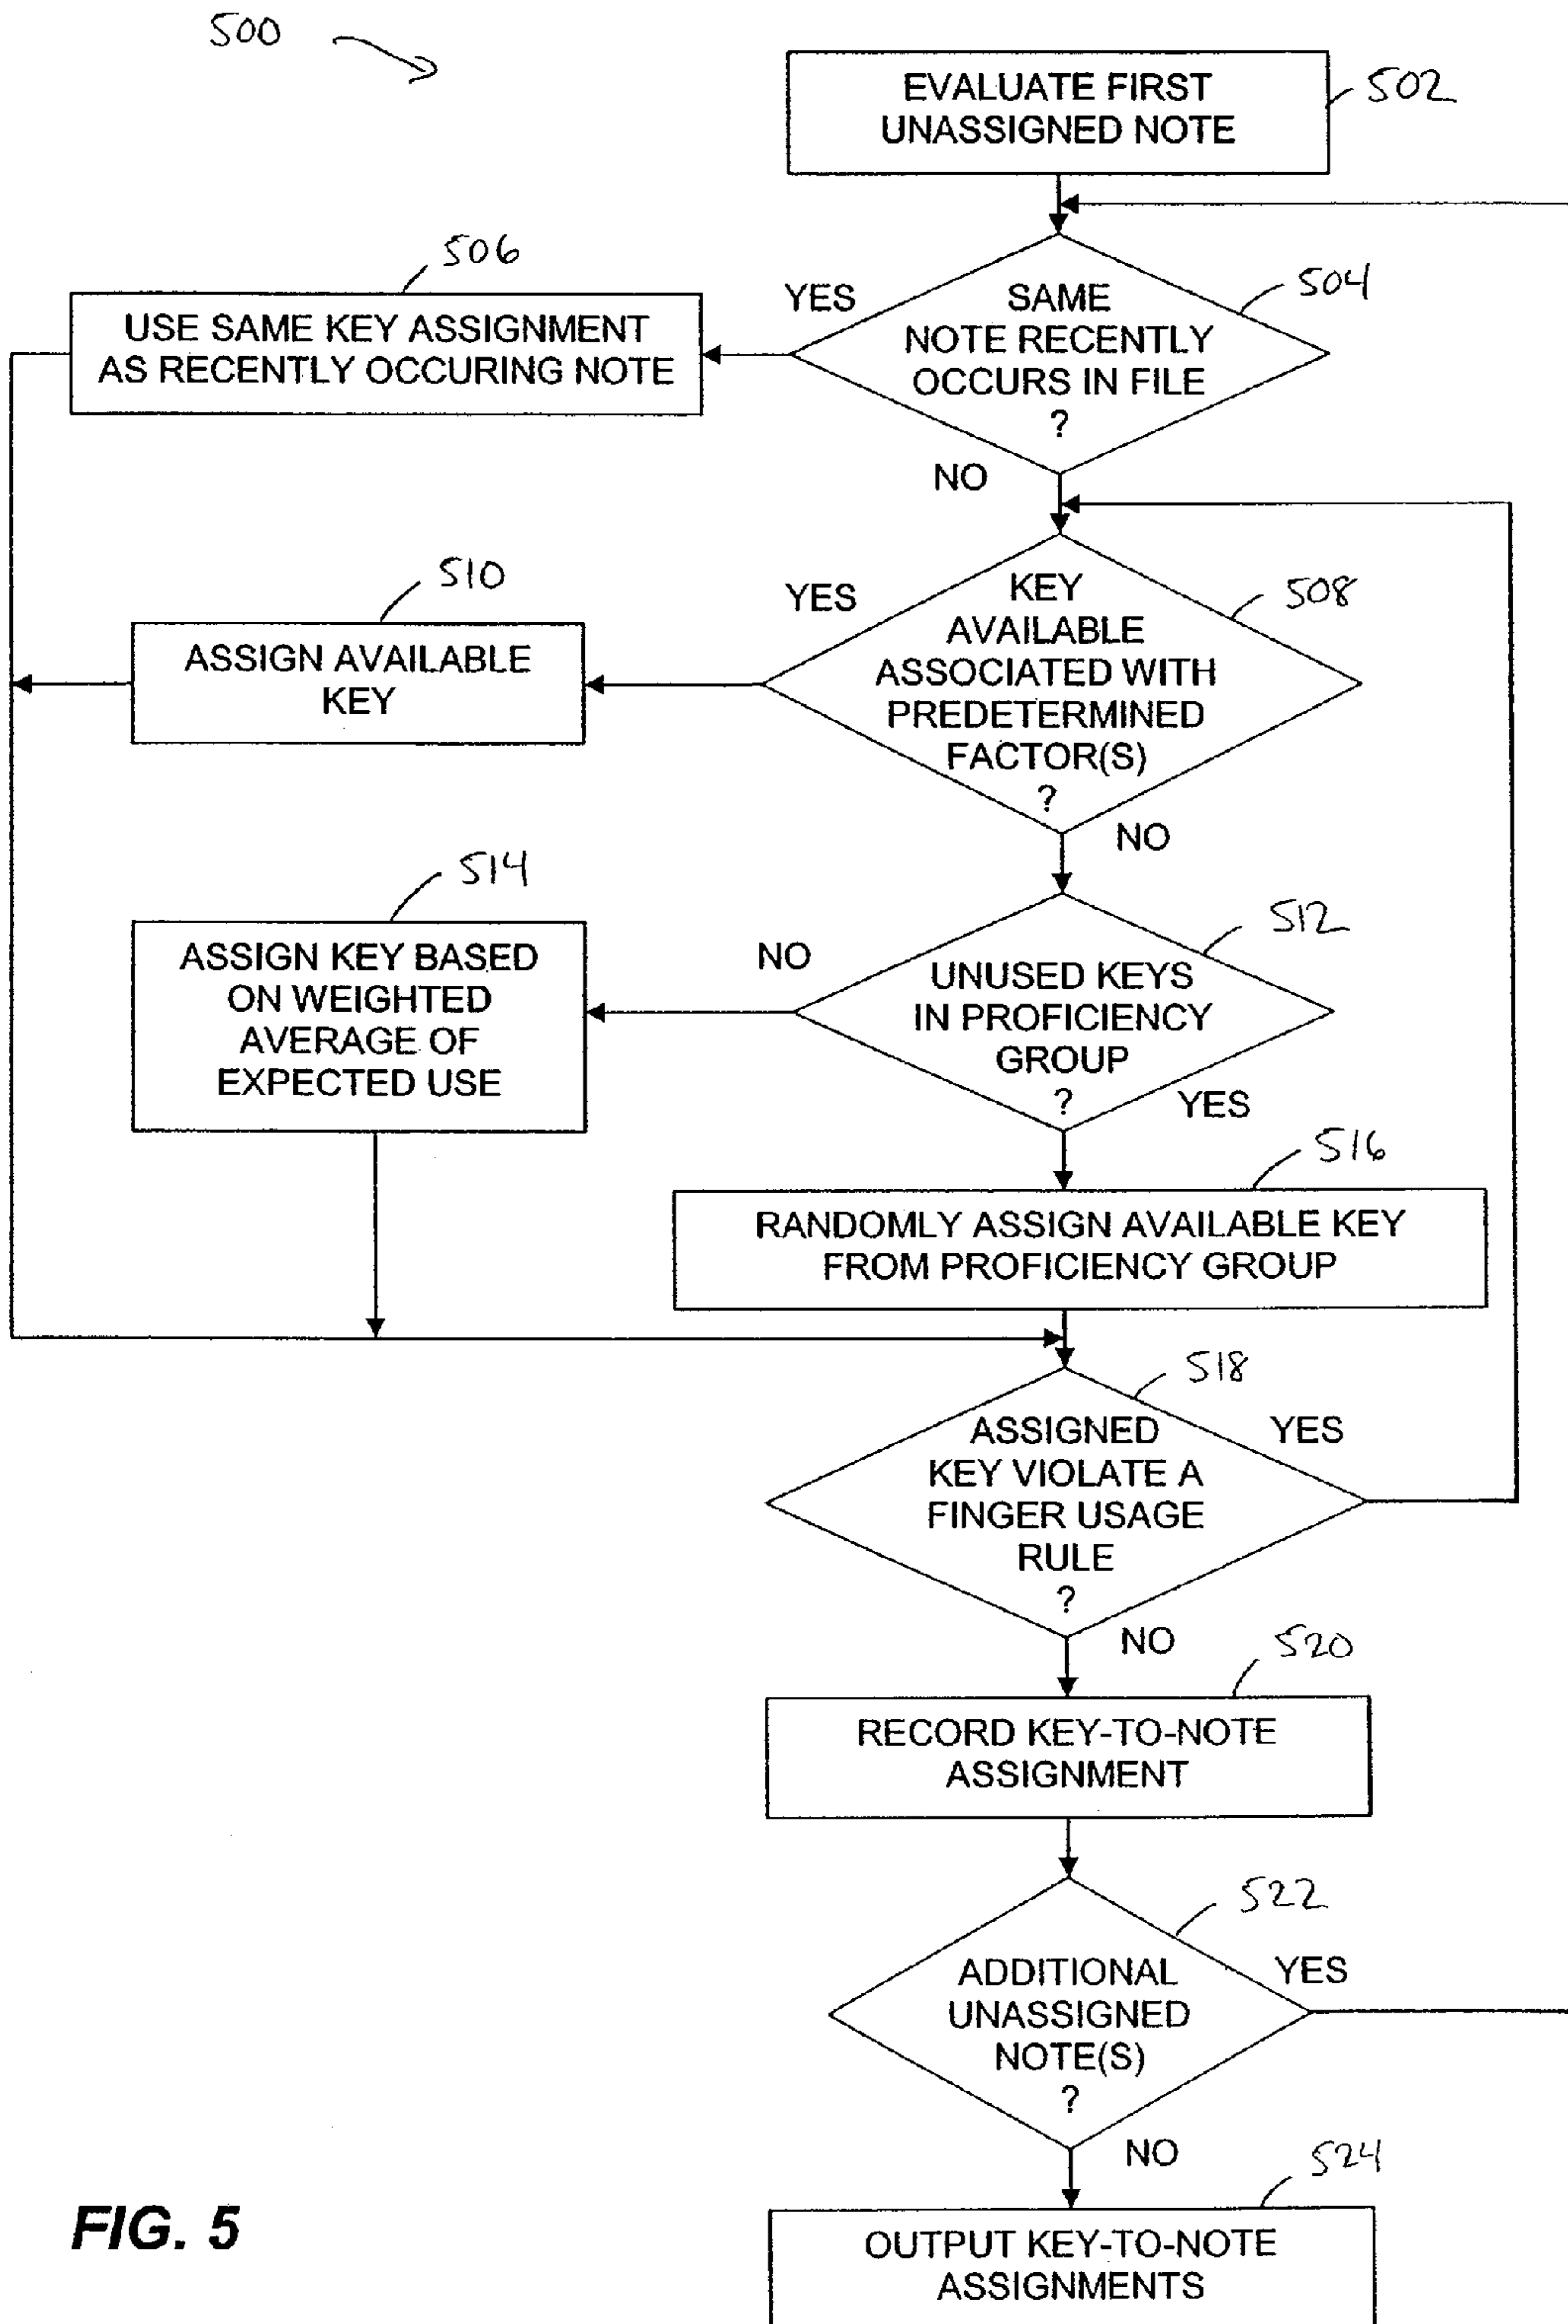 500
EVALUATE FIRST
UNASSIGNED NOTE
502
506
USE SAME KEY ASSIGNMENT
AS RECENTLY OCCURING NOTE
YES
SAME
NOTE RECENTLY
OCCURS IN FILE
?
504
NO
510
ASSIGN AVAILABLE
KEY
YES
KEY
AVAILABLE
ASSOCIATED WITH
PREDETERMINED
FACTOR(S)
?
508
NO
514
ASSIGN KEY BASED
ON WEIGHTED
AVERAGE OF
EXPECTED USE
NO
UNUSED KEYS
IN PROFICIENCY
GROUP
?
512
YES
516
RANDOMLY ASSIGN AVAILABLE KEY
FROM PROFICIENCY GROUP
518
ASSIGNED
KEY VIOLATE A
FINGER USAGE
RULE
?
YES
NO
520
RECORD KEY-TO-NOTE
ASSIGNMENT
522
ADDITIONAL
UNASSIGNED
NOTE(S)
?
YES
NO
524
OUTPUT KEY-TO-NOTE
ASSIGNMENTS
FIG. 5